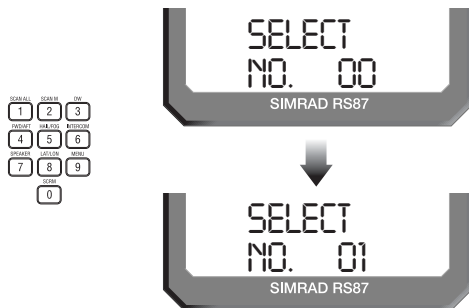 SELECT
NO. 00
SIMRAD RS87
SCAN ALL SCAN M DW
1 2 3
FWD/AFT HAIL/FOG INTERCOM
4 5 6
SPEAKER LAT/LON MENU
7 8 9
SCRM
0
SELECT
NO. 01
SIMRAD RS87